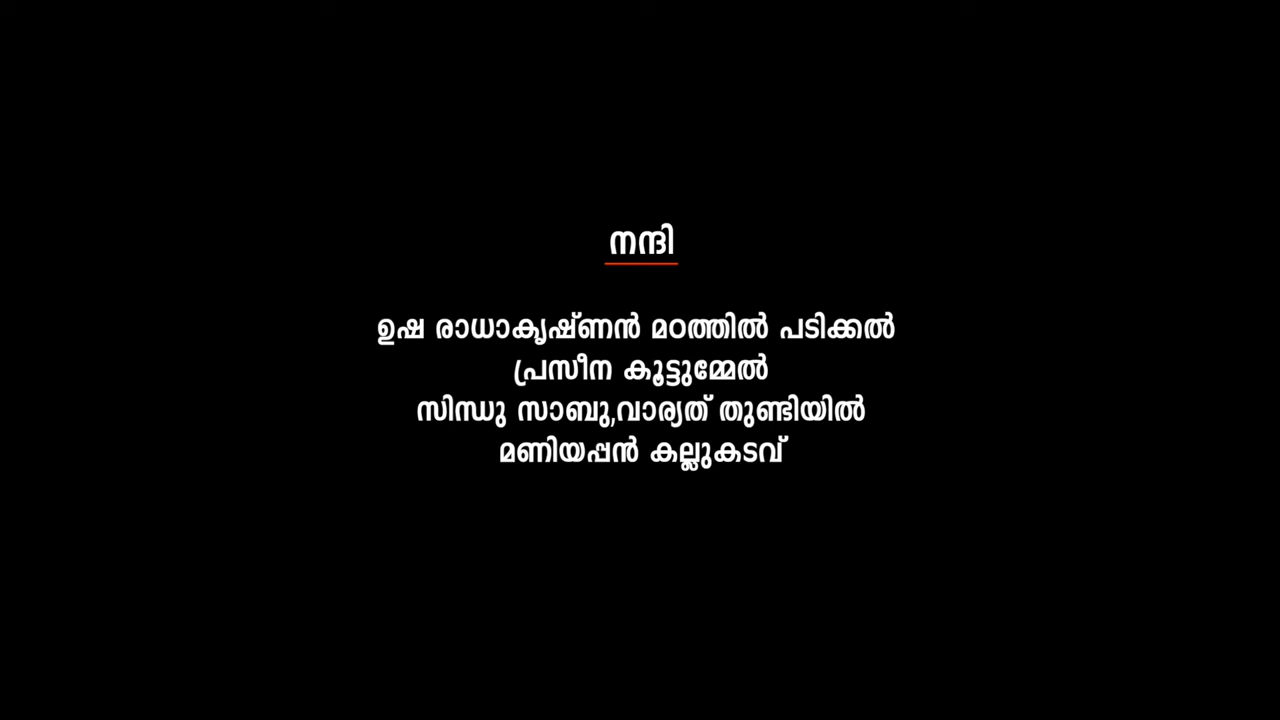 നന്ദി
ഉഷ രാധാകൃഷ്ണൻ മഠത്തിൽ പടിക്കൽ
പ്രസീന കൂട്ടുമ്മേൽ
സിന്ധു സാബു,വാര്യത് തുണ്ടിയിൽ
മണിയപ്പൻ കല്ലുകടവ്